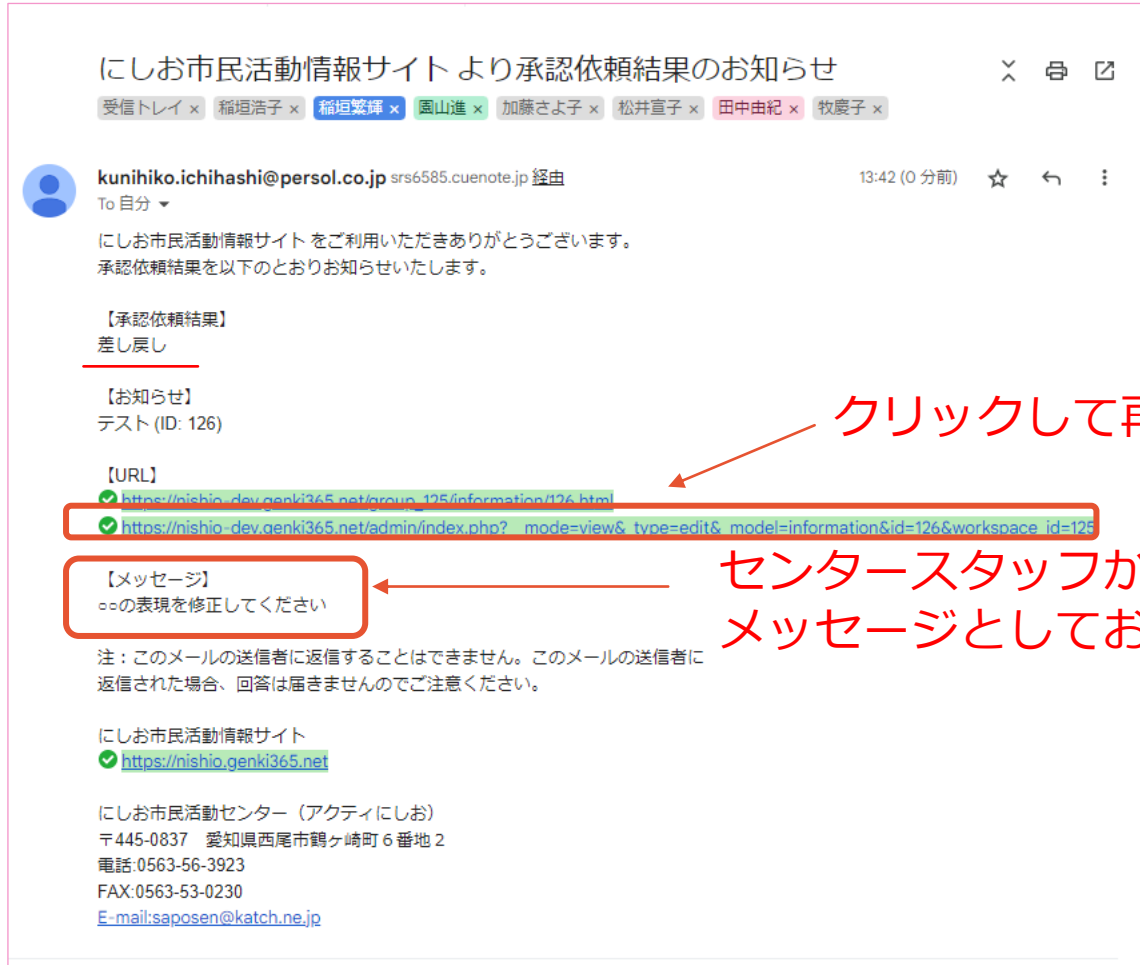 にしお市民活動情報サイト より承認依頼結果のお知らせ
受信トレイ × 稲垣浩子 × 稲垣繁輝 × 園山進 × 加藤さよ子 × 松井宣子 × 田中由紀 × 牧慶子 ×
kunihiko.ichihashi@persol.co.jp srs6585.cuenote.jp 経由
13:42 (0 分前)
To 自分
にしお市民活動情報サイト をご利用いただきありがとうございます。
承認依頼結果を以下のとおりお知らせいたします。
【承認依頼結果】
差し戻し
【お知らせ】
テスト (ID: 126)
クリックして再
【URL】
https://nishio-dev.genki365.net/group_125/information/126.html
https://nishio-dev.genki365.net/admin/index.php?__mode=view&_type=edit&_model=information&id=126&workspace_id=125
【メッセージ】
○○の表現を修正してください
センタースタッフが
メッセージとしてお
注：このメールの送信者に返信することはできません。このメールの送信者に
返信された場合、回答は届きませんのでご注意ください。
にしお市民活動情報サイト
https://nishio.genki365.net
にしお市民活動センター（アクティにしお）
〒445-0837　愛知県西尾市鶴ヶ崎町６番地２
電話:0563-56-3923
FAX:0563-53-0230
E-mail:saposen@katch.ne.jp